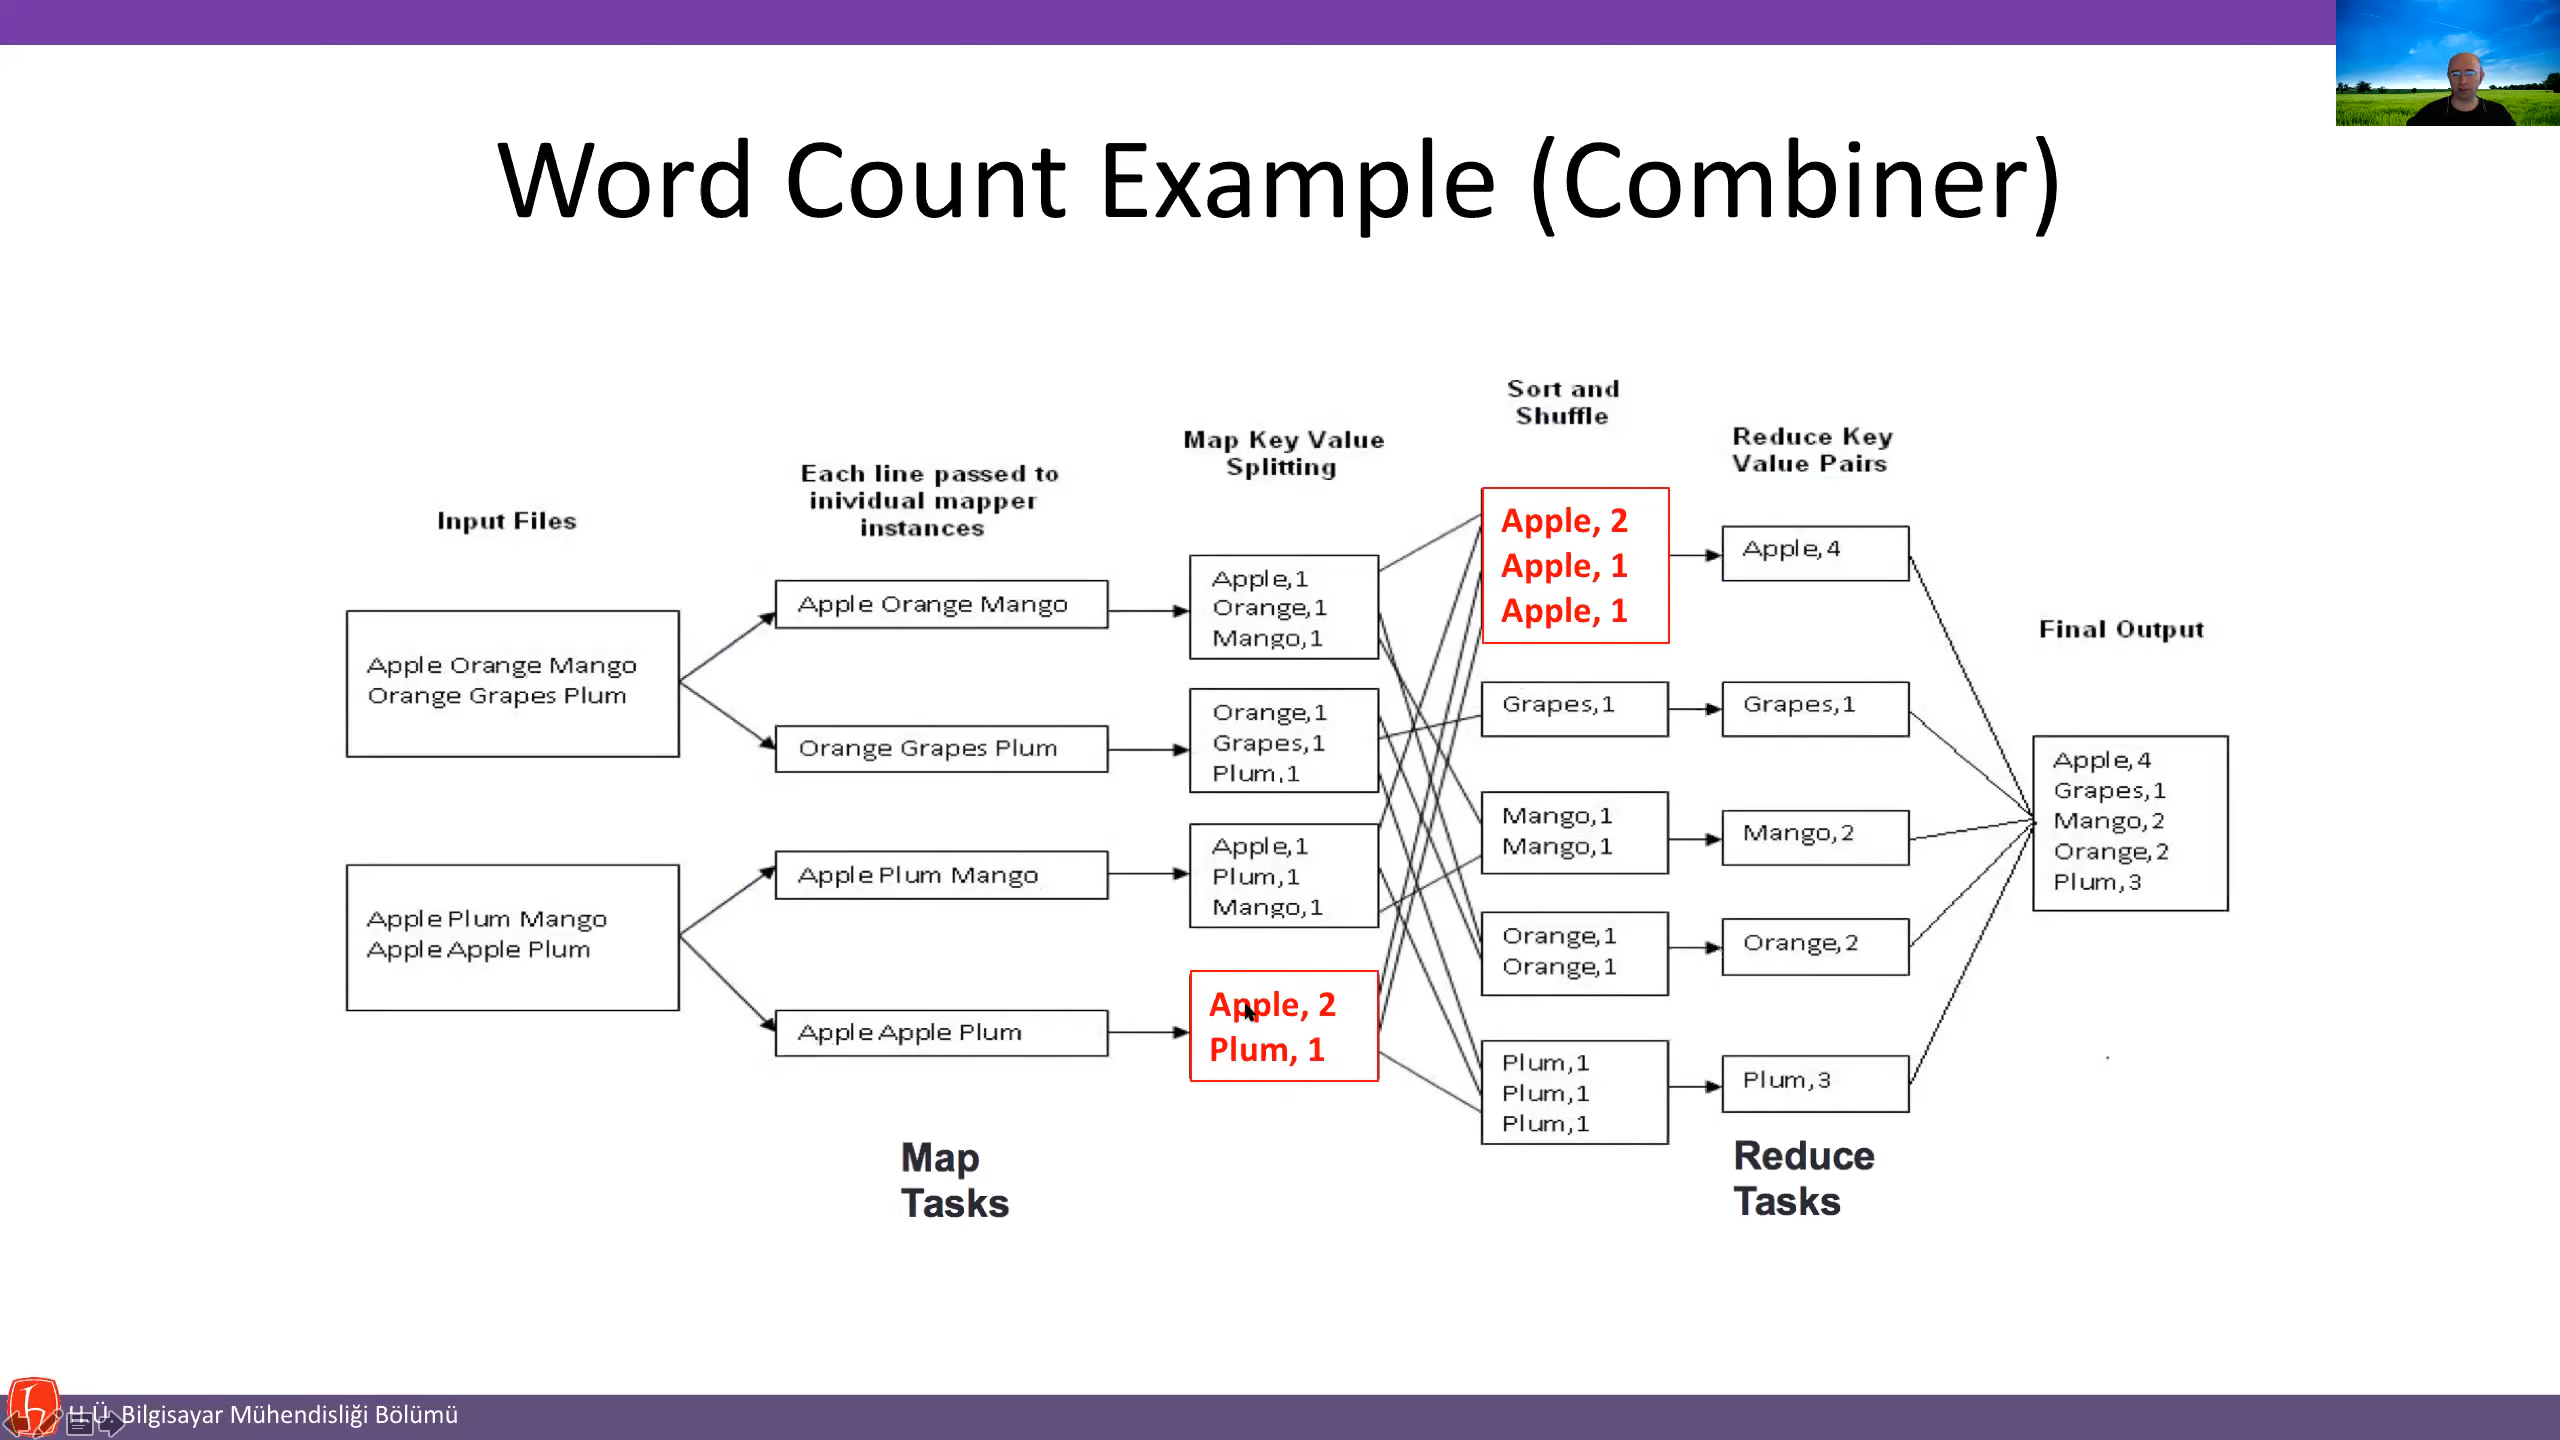 Word Count Example (Combiner)
Input Files
Apple Orange Mango
Orange Grapes Plum
Apple Plum Mango
Apple Apple Plum
Each line passed to
inividual mapper
instances
Apple Orange Mango
Orange Grapes Plum
Apple Plum Mango
Apple Apple Plum
Map Key Value
Splitting
Apple,1
Orange,1
Mango,1
Orange,1
Grapes,1
Plum,1
Apple,1
Plum,1
Mango,1
Apple, 2
Plum, 1
Sort and
Shuffle
Apple, 2
Apple, 1
Apple, 1
Grapes,1
Mango,1
Mango,1
Orange,1
Orange,1
Plum,1
Plum,1
Plum,1
Reduce Key
Value Pairs
Apple,4
Grapes,1
Mango,2
Orange,2
Plum,3
Final Output
Apple,4
Grapes,1
Mango,2
Orange,2
Plum,3
Map
Tasks
Reduce
Tasks
H.Ü. Bilgisayar Mühendisliği Bölümü